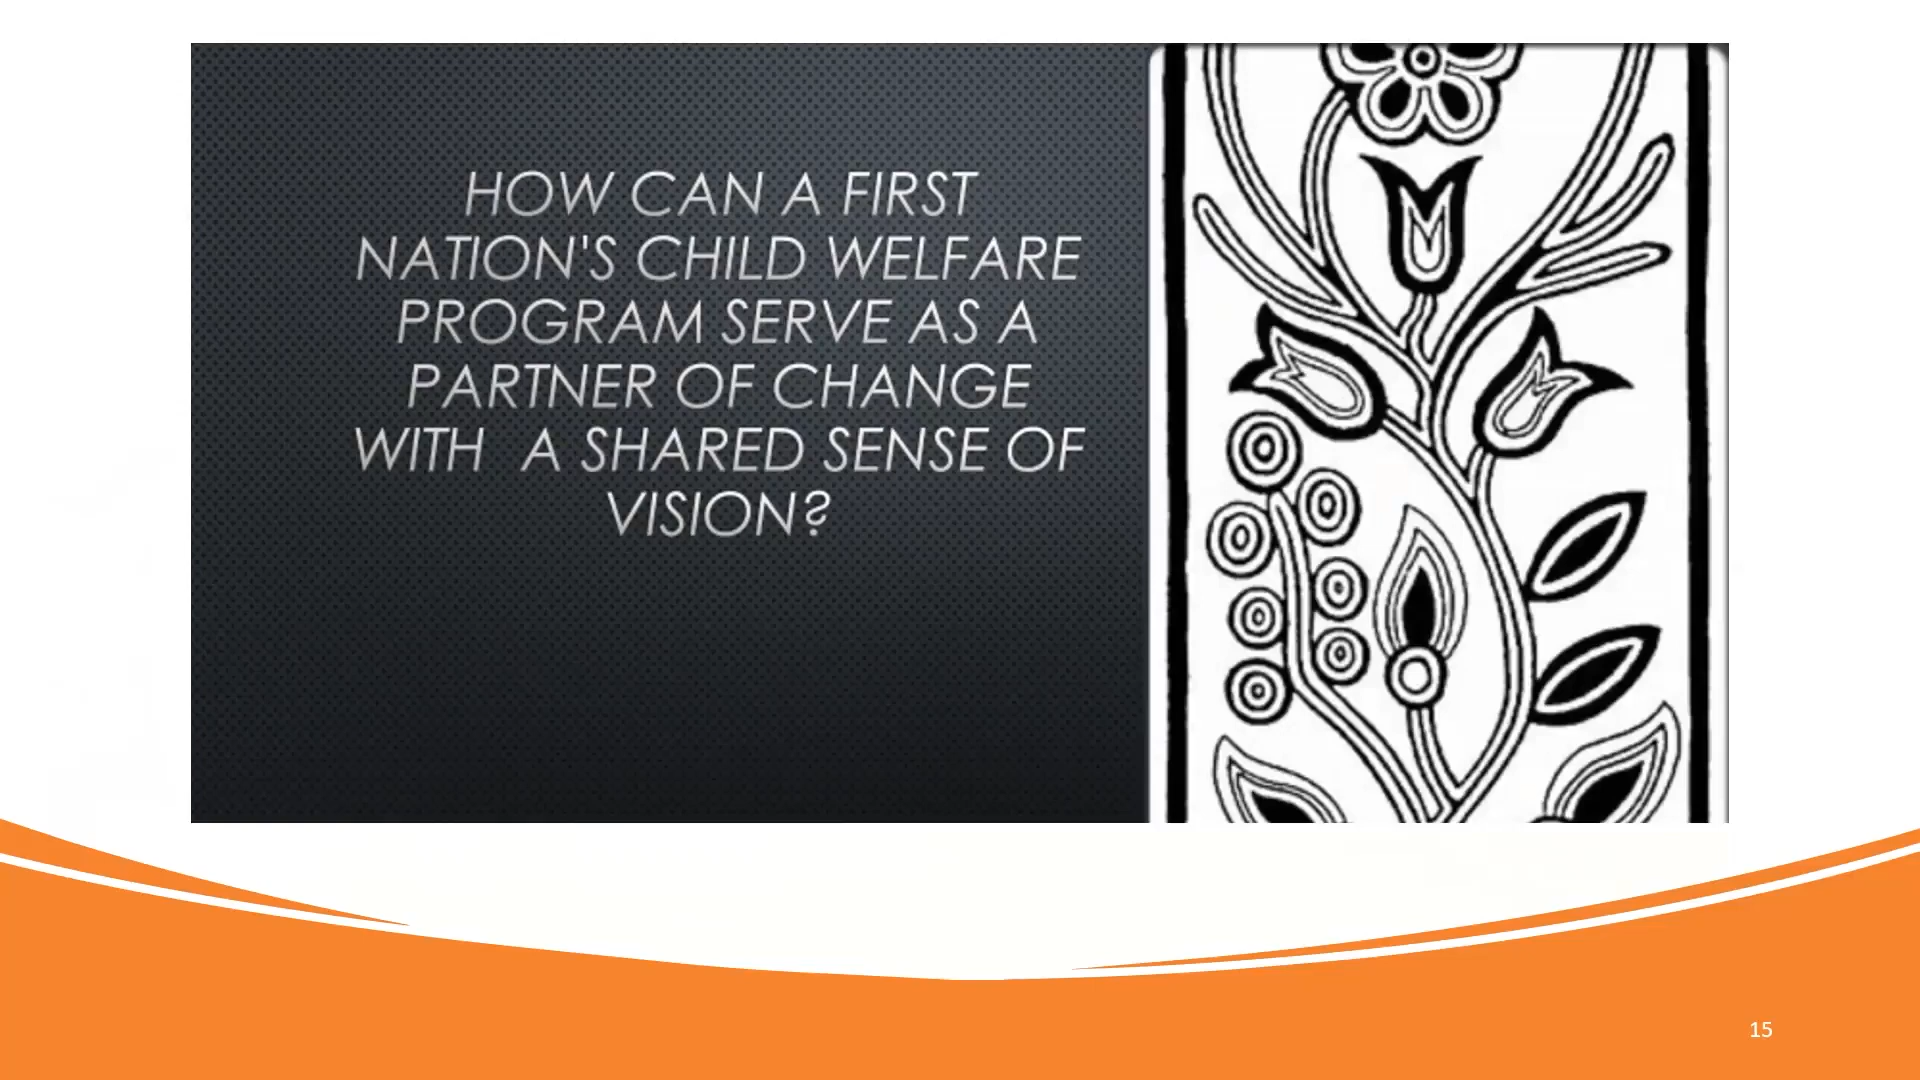 HOW CAN A FIRST
NATION'S CHILD WELFARE
PROGRAM SERVE AS A
PARTNER OF CHANGE
WITH  A SHARED SENSE OF
VISION?
15